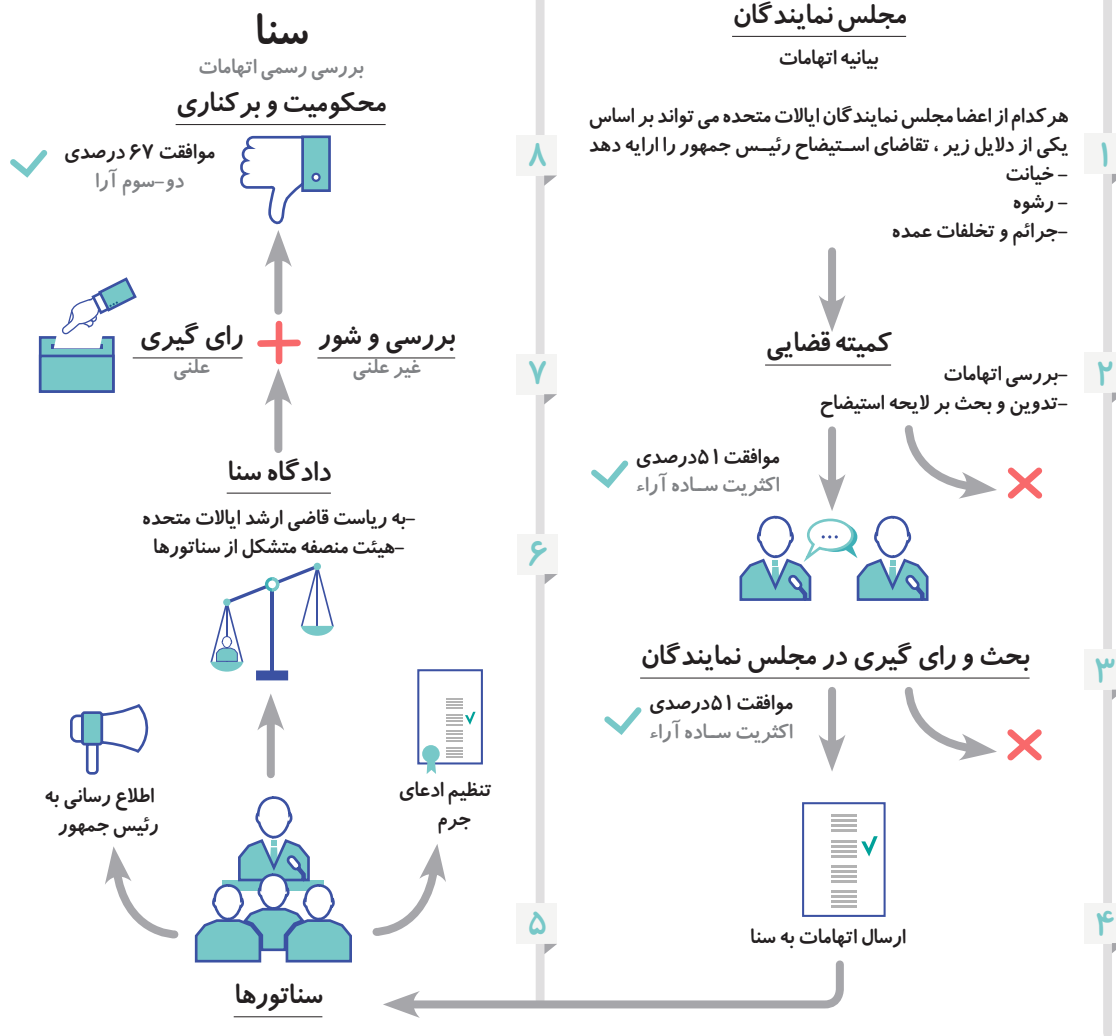 مجلس نمایندگان
بیانیه اتهامات
۱
هر کدام از اعضا مجلس نمایندگان ایالات متحده می تواند بر اساس
یکی از دلایل زیر ، تقاضای استیضاح رئیس جمهور را ارایه دهد
- خیانت
- رشوه
-جرائم و تخلفات عمده
۲
کمیته قضایی
-بررسی اتهامات
-تدوین و بحث بر لایحه استیضاح
موافقت ۵۱درصدی
اکثریت ساده آراء
۳
بحث و رای گیری در مجلس نمایندگان
موافقت ۵۱درصدی
اکثریت ساده آراء
۴
ارسال اتهامات به سنا
سنا
بررسی رسمی اتهامات
محکومیت و برکناری
۸
موافقت ۶۷ درصدی
دو-سوم آرا
۷
بررسی و شور
غیر علنی
رای گیری
علنی
دادگاه سنا
۶
-به ریاست قاضی ارشد ایالات متحده
-هیئت منصفه متشکل از سناتورها
تنظیم ادعای
جرم
اطلاع رسانی به
رئیس جمهور
۵
سناتورها